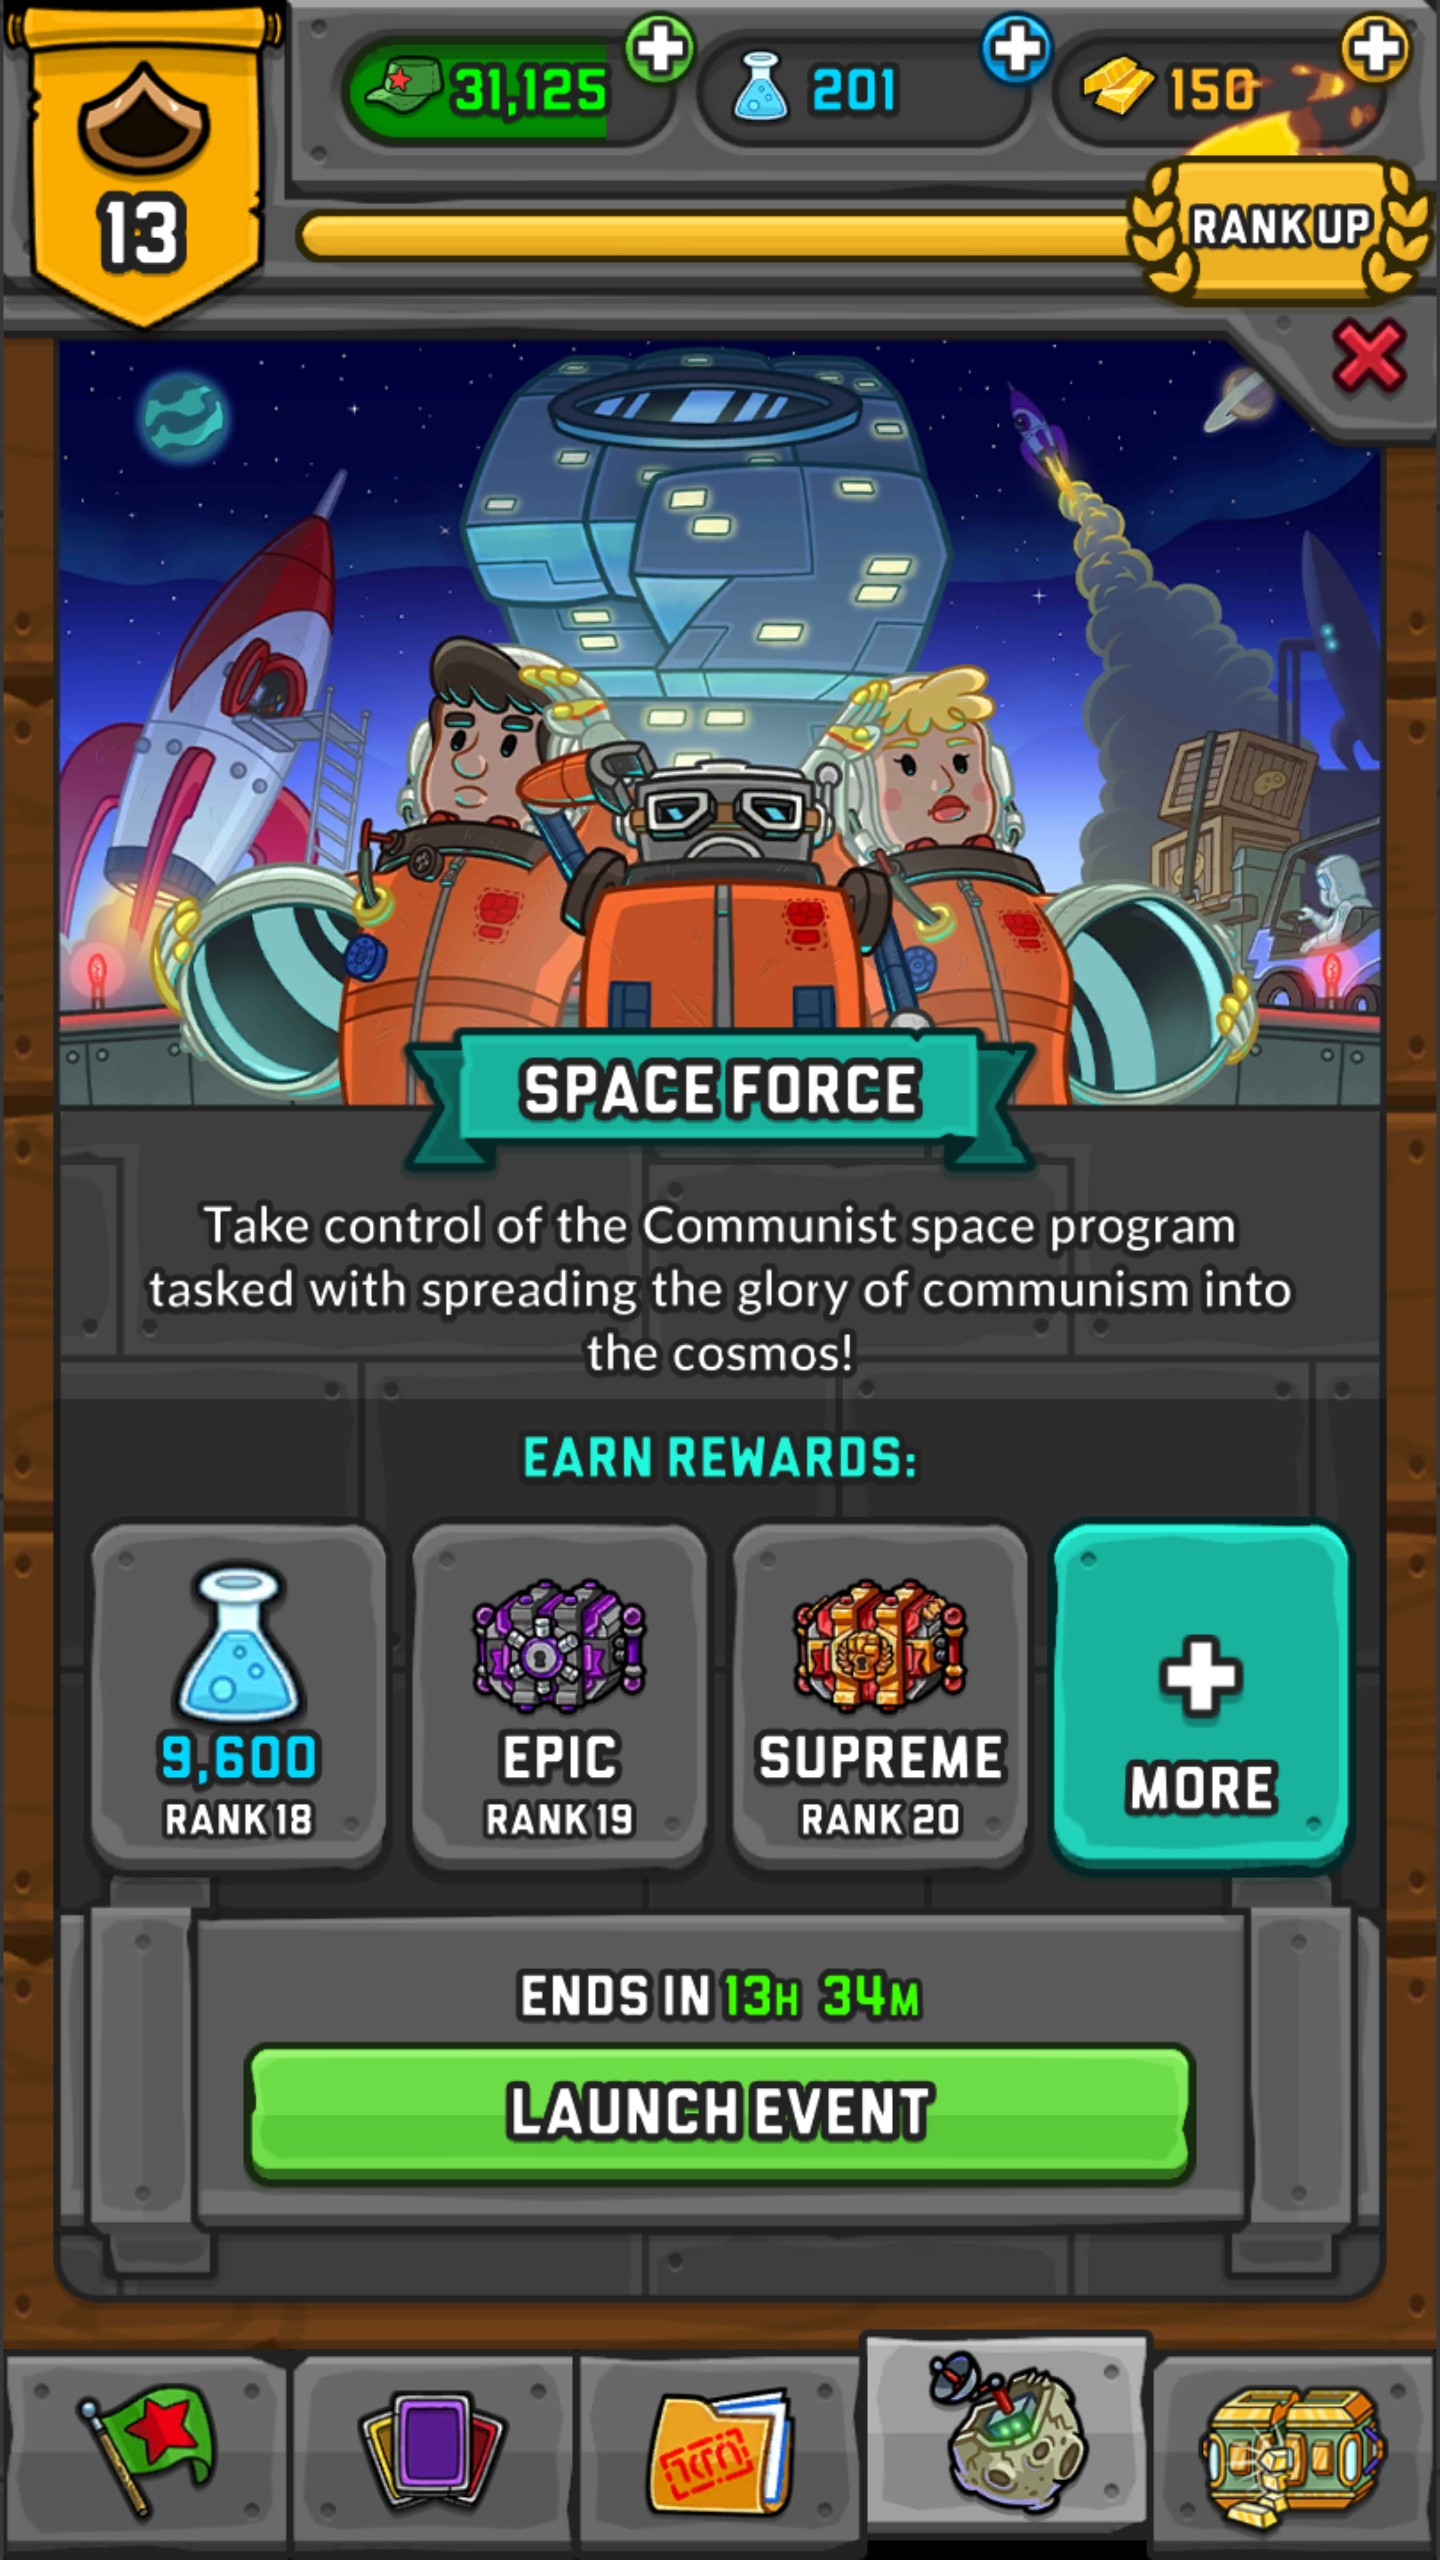 31,125
201
150
13
RANK UP
SPACE FORCE
Take control of the Communist space program
tasked with spreading the glory of communism into
the cosmos!
EARN REWARDS:
9,600
RANK 18
EPIC
RANK 19
SUPREME
RANK 20
MORE
ENDS IN 13H 34M
LAUNCH EVENT